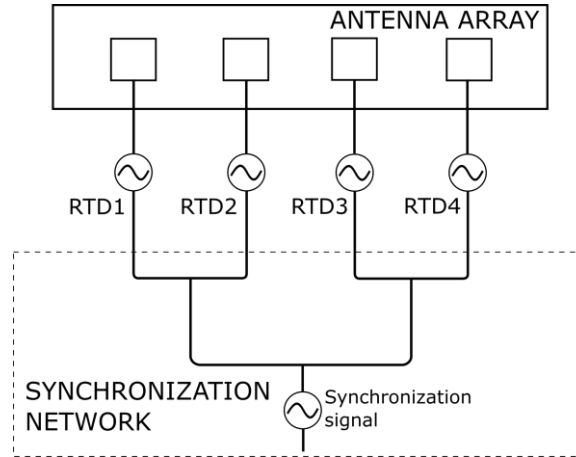 ANTENNA ARRAY
RTD1
RTD2
RTD3
RTD4
SYNCHRONIZATION
NETWORK
Synchronization
signal